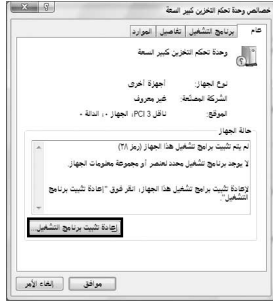 خصائص وحدة تحكم التخزين كبير السعة
عام
برنامج التشغيل
تفاصيل
الموارد
وحدة تحكم التخزين كبير السعة
نوع الجهاز: أجهزة أخرى
الشركة المصنّعة: غير معروف
الموقع: ناقل PCI 3، الجهاز ٠، الدالة ٠
حالة الجهاز
لم يتم تثبيت برامج تشغيل هذا الجهاز. (رمز ٢٨)
لا يوجد برنامج تشغيل محدد لعنصر أو مجموعة معلومات الجهاز.
لإعادة تثبيت برامج تشغيل هذا الجهاز، انقر فوق "إعادة تثبيت برنامج
التشغيل".
إعادة تثبيت برنامج التشغيل...
موافق
إلغاء الأمر